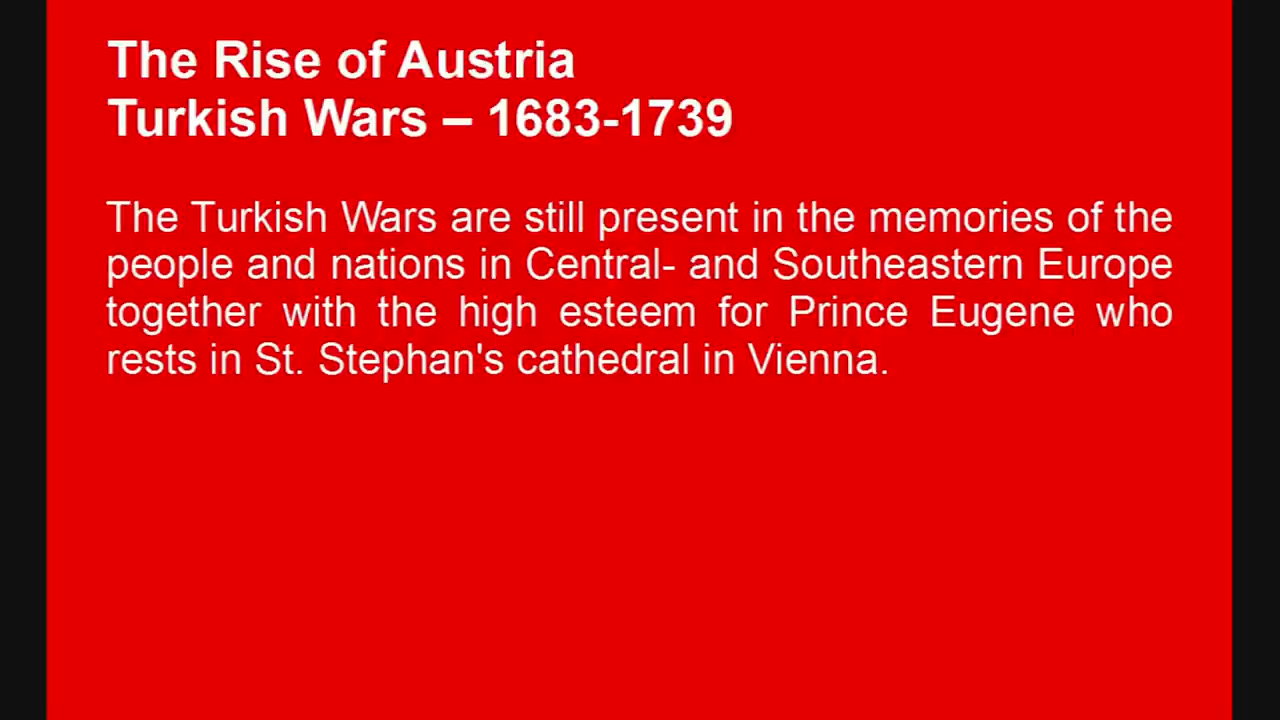 The Rise of Austria
Turkish Wars – 1683-1739
The Turkish Wars are still present in the memories of the
people and nations in Central- and Southeastern Europe
together with the high esteem for Prince Eugene who
rests in St. Stephan's cathedral in Vienna.